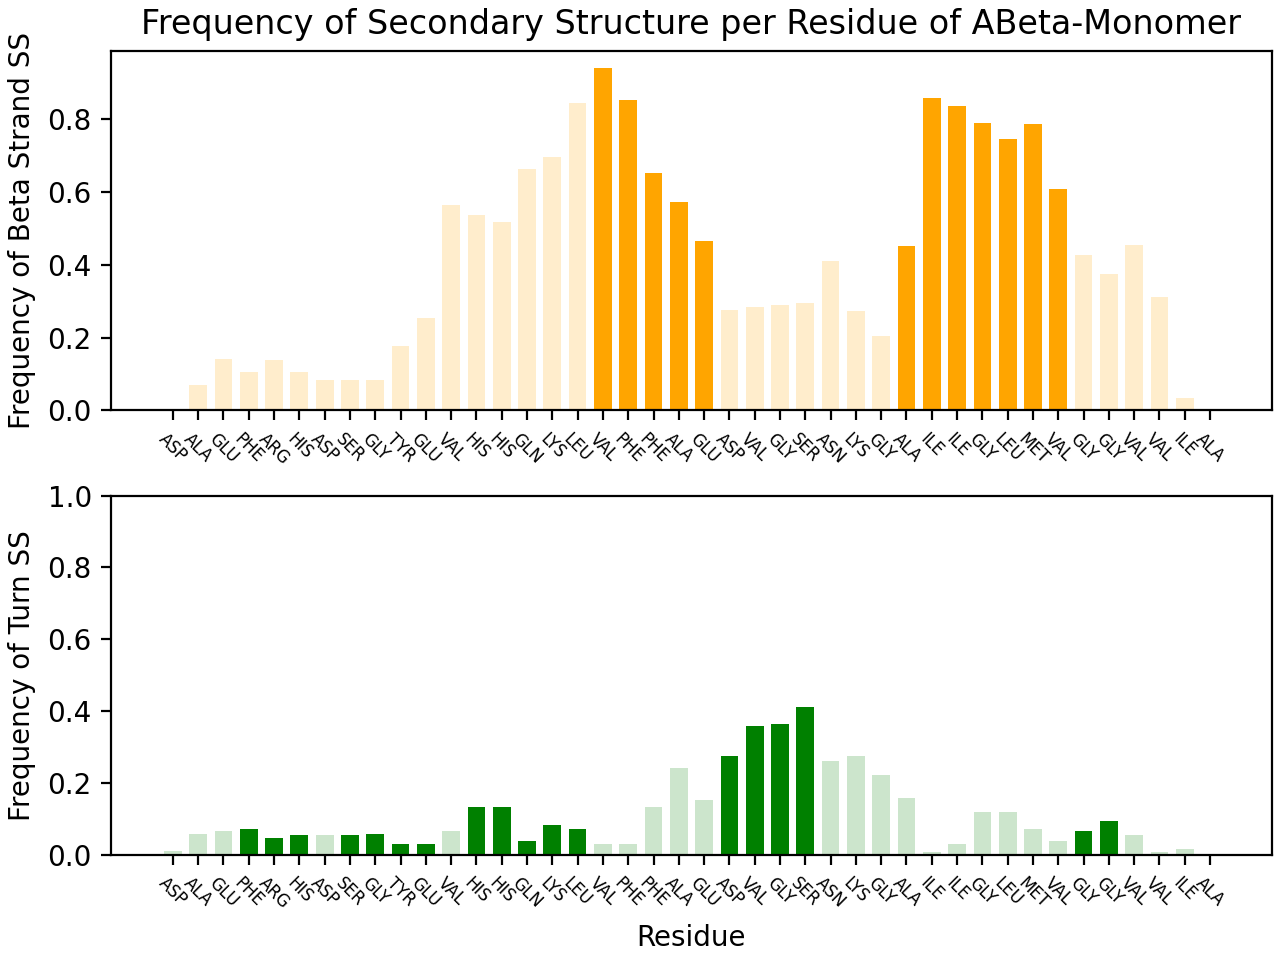 Frequency of Secondary Structure per Residue of ABeta-Monomer
Frequency of Beta Strand SS
0.8
0.6
0.4
0.2
0.0
ASP ALA GLU PHE ARG HIS ASP SER GLY TYR GLU VAL HIS HIS GLN LYS LEU VAL PHE PHE ALA GLU ASP VAL GLY SER ASN LYS GLY ALA ILE ILE GLY LEU MET VAL GLY GLY VAL VAL ILE ALA
Frequency of Turn SS
1.0
0.8
0.6
0.4
0.2
0.0
ASP ALA GLU PHE ARG HIS ASP SER GLY TYR GLU VAL HIS HIS GLN LYS LEU VAL PHE PHE ALA GLU ASP VAL GLY SER ASN LYS GLY ALA ILE ILE GLY LEU MET VAL GLY GLY VAL VAL ILE ALA
Residue